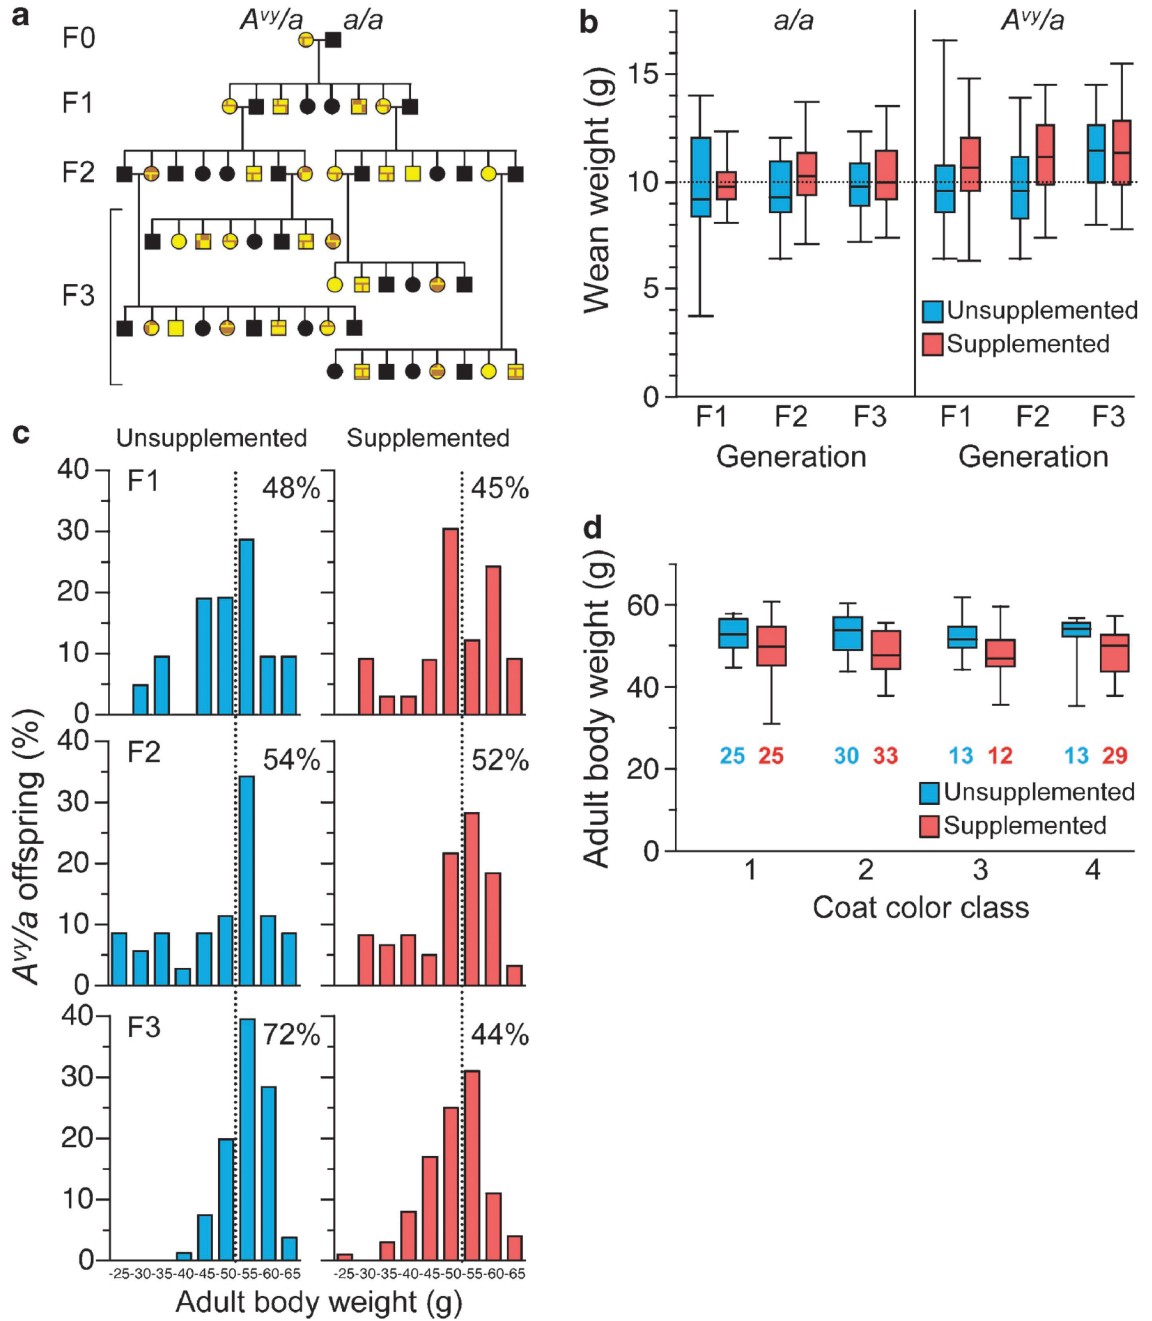 a
A^vy/a a/a
F0
F1
F2
F3
b
a/a
A^vy/a
Wean weight (g)
15
10
5
0
Unsupplemented
Supplemented
F1 F2 F3 F1 F2 F3
Generation Generation
c
Unsupplemented Supplemented
A^vy/a offspring (%)
40
30
20
10
0
F1
48%
45%
40
30
20
10
0
F2
54%
52%
40
30
20
10
0
F3
72%
44%
-25-30-35-40-45-50-55-60-65 -25-30-35-40-45-50-55-60-65
Adult body weight (g)
d
Adult body weight (g)
60
40
20
0
25 25 30 33 13 12 13 29
Unsupplemented
Supplemented
1 2 3 4
Coat color class